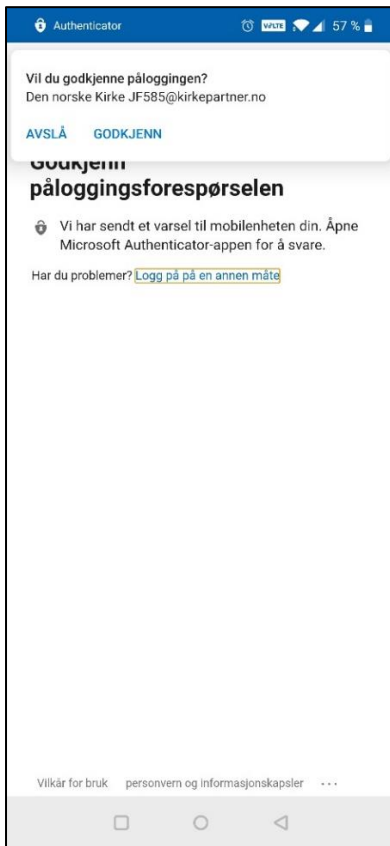 Authenticator
VoLTE 57 %
Vil du godkjenne påloggingen?
Den norske Kirke JF585@kirkepartner.no
AVSLÅ GODKJENN
Godkjenn
påloggingsforespørselen
Vi har sendt et varsel til mobilenheten din. Åpne
Microsoft Authenticator-appen for å svare.
Har du problemer? Logg på på en annen måte
Vilkår for bruk personvern og informasjonskapsler ...